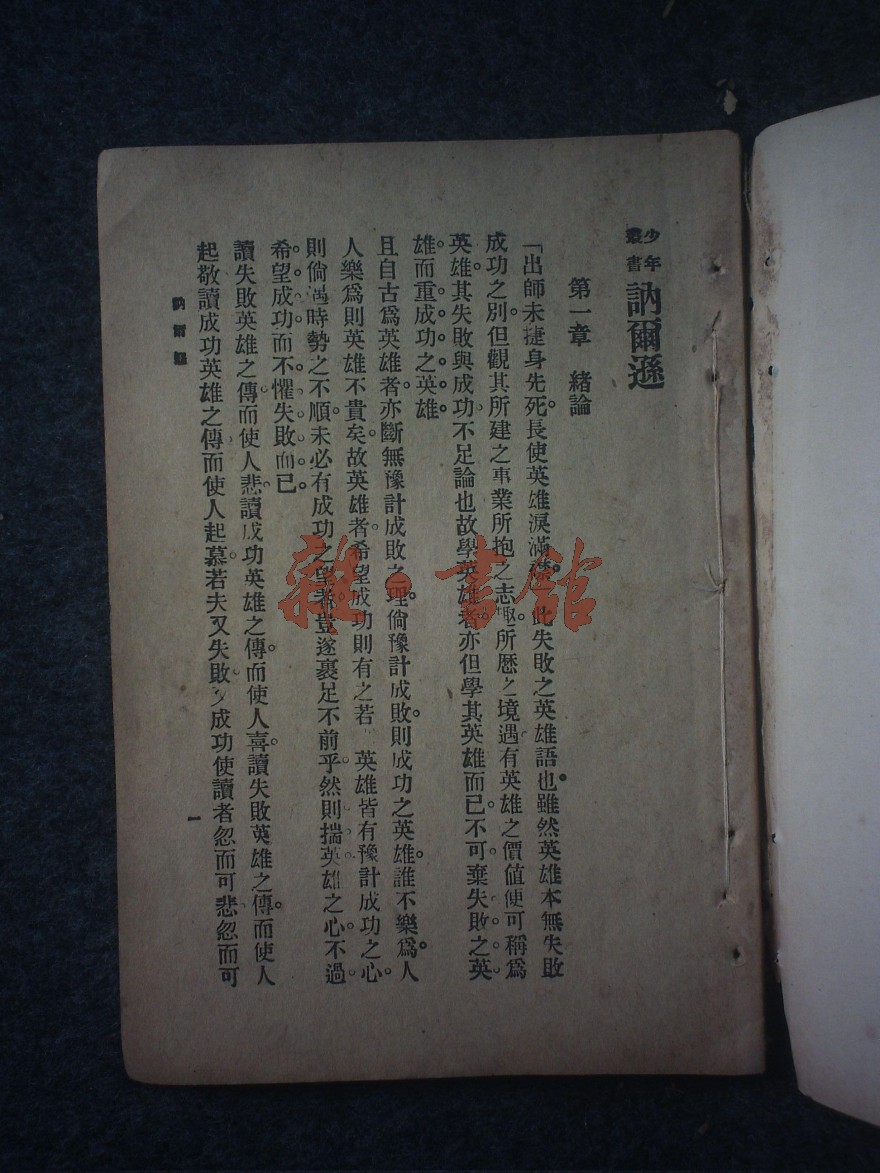 少年叢書 訥爾遜
第一章 緒論
「出師未捷身先死。長使英雄淚滿襟。」此失敗之英雄語也。雖然英雄本無失敗
成功之別。但觀其所建之事業所抱之志趣。所歷之境遇。有英雄之價値。便可稱爲
英雄。其失敗與成功。不足論也。故學英雄者。亦但學其英雄而已。不可棄失敗之英
雄。而重成功之英雄。
且自古爲英雄者。亦斷無豫計成敗之理。倘豫計成敗。則成功之英雄。誰不樂爲。人
人樂爲。則英雄不貴矣。故英雄者。希望成功則有之。若 英雄皆有豫計成功之心。
則倘遇時勢之不順。未必有成功之望者。豈遂裹足不前乎。然則揣英雄之心。不過
希望成功。而不懼失敗而已。
讀失敗英雄之傳。而使人悲。讀成功英雄之傳。而使人喜。讀失敗英雄之傳。而使人
起敬。讀成功英雄之傳。而使人起慕。若夫又失敗。又成功。使讀者忽而可悲。忽而可
訥爾遜
一
雜·書館